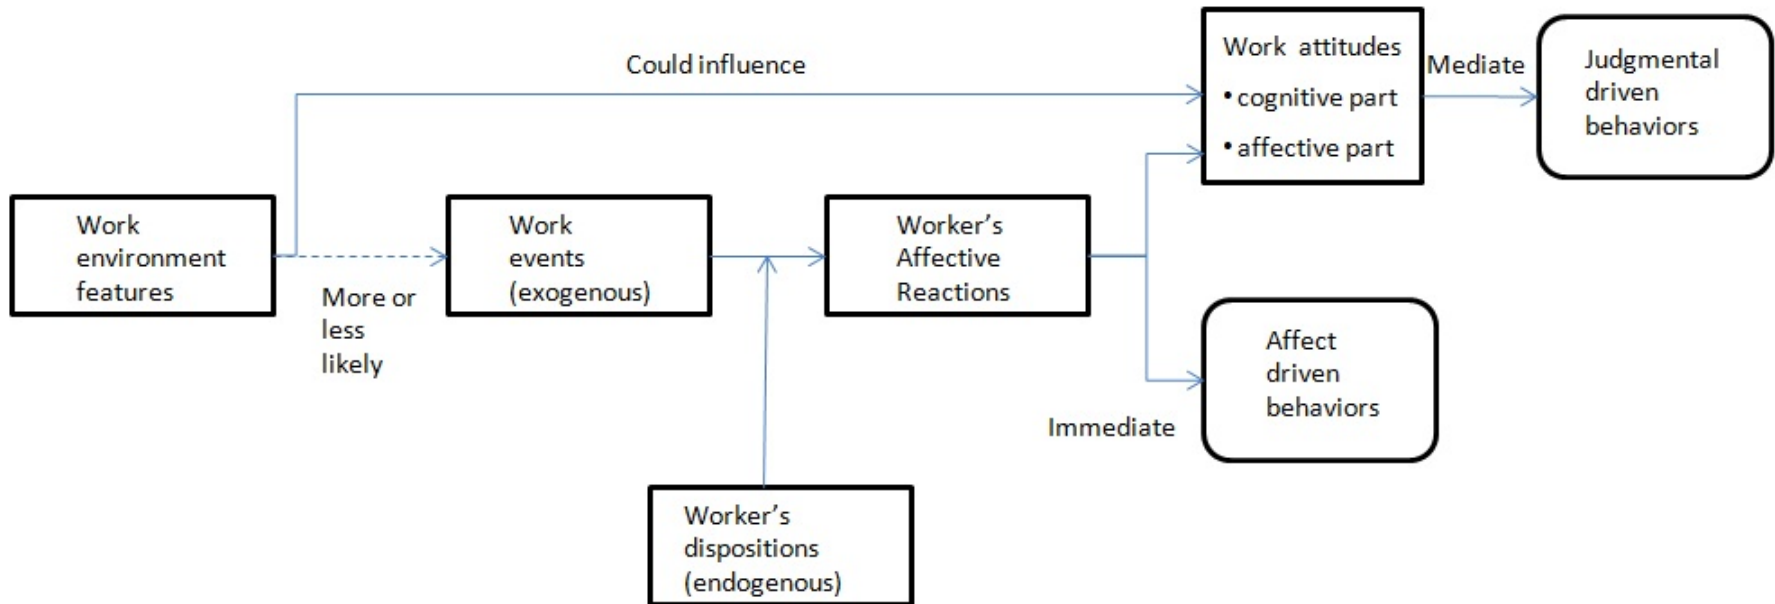 Could influence
Work attitudes
• cognitive part
• affective part
Mediate
Judgmental
driven
behaviors
Work
environment
features
More or
less
likely
Work
events
(exogenous)
Worker’s
Affective
Reactions
Immediate
Affect
driven
behaviors
Worker’s
dispositions
(endogenous)